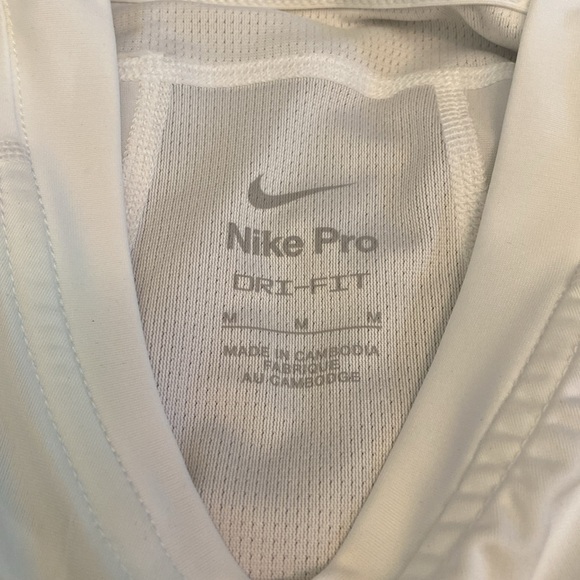 Nike Pro
DRI-FIT
M M M
MADE IN CAMBODIA
FABRIQUÉ
AU CAMBODGE